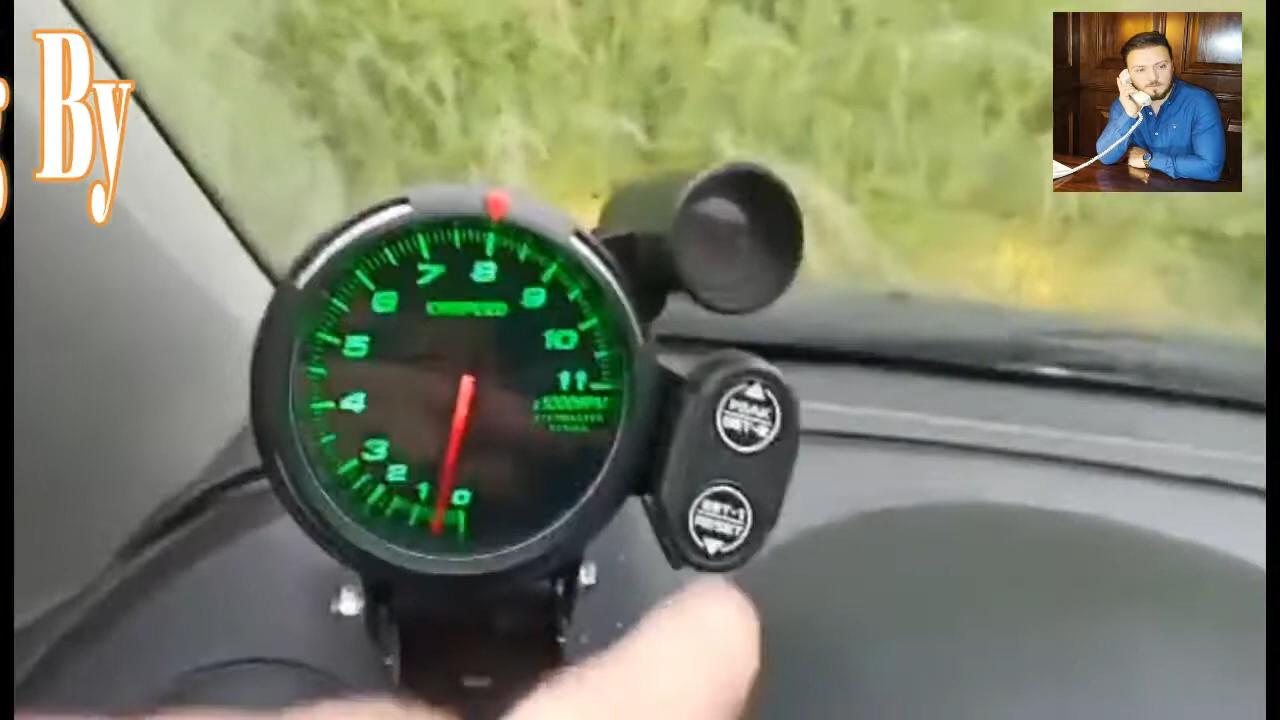 By
7 8
6 9
5 10
4 11
x1000RPM
3
2
1 0
PEAK
SET-2
SET-1
RESET